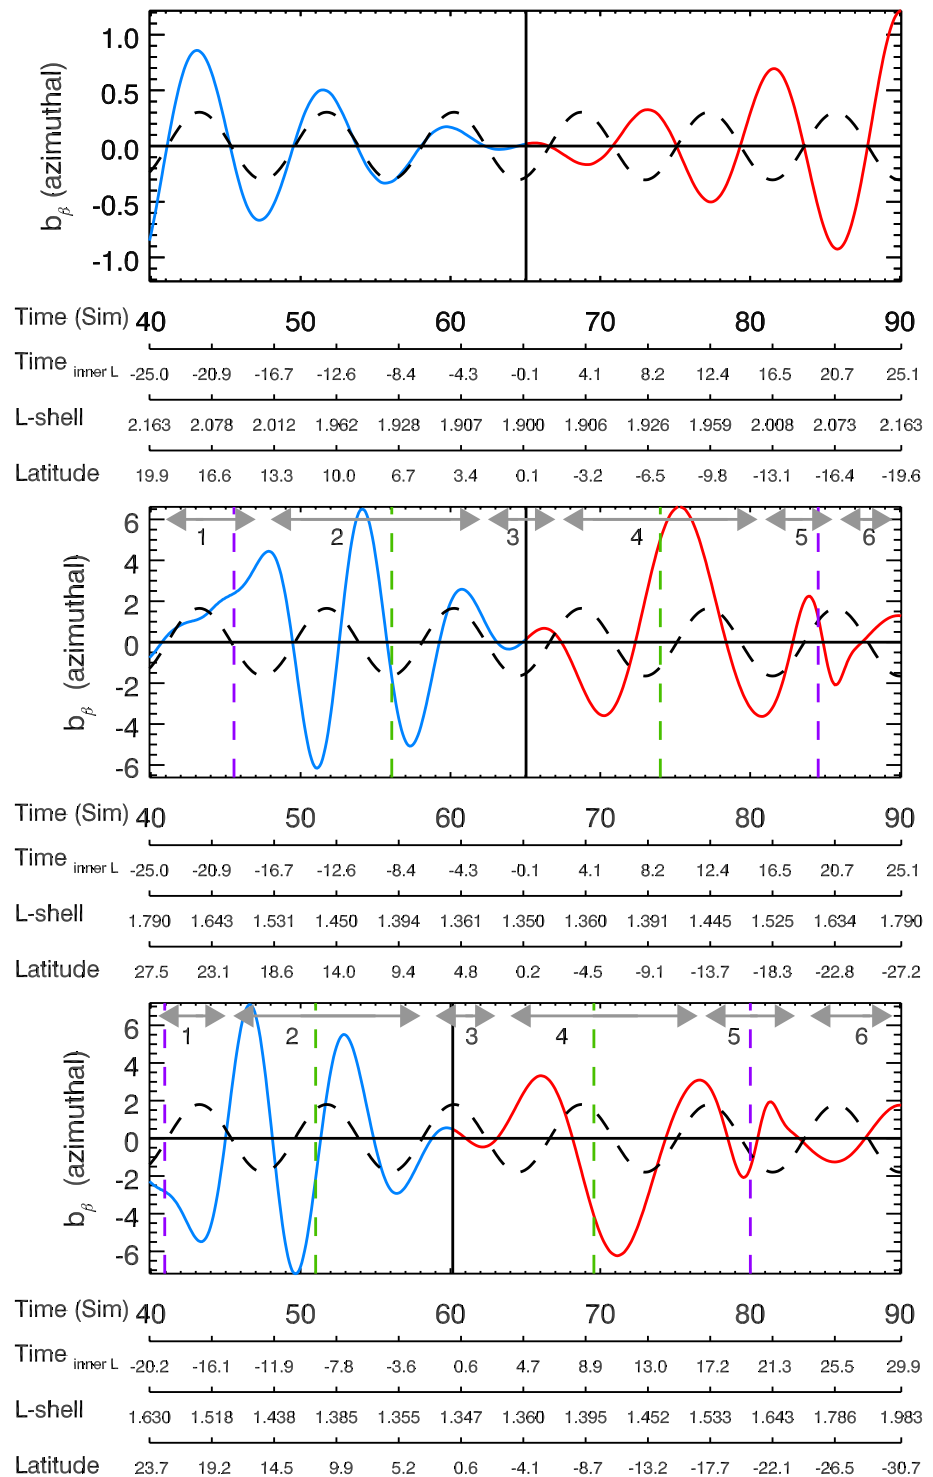 1.0
0.5
0.0
-0.5
-1.0
b β (azimuthal)
Time (Sim) 40 50 60 70 80 90
Time inner L -25.0 -20.9 -16.7 -12.6 -8.4 -4.3 -0.1 4.1 8.2 12.4 16.5 20.7 25.1
L-shell 2.163 2.078 2.012 1.962 1.928 1.907 1.900 1.906 1.926 1.959 2.008 2.073 2.163
Latitude 19.9 16.6 13.3 10.0 6.7 3.4 0.1 -3.2 -6.5 -9.8 -13.1 -16.4 -19.6
6
4
2
0
-2
-4
-6
b β (azimuthal)
1 2 3 4 5 6
Time (Sim) 40 50 60 70 80 90
Time inner L -25.0 -20.9 -16.7 -12.6 -8.4 -4.3 -0.1 4.1 8.2 12.4 16.5 20.7 25.1
L-shell 1.790 1.643 1.531 1.450 1.394 1.361 1.350 1.360 1.391 1.445 1.525 1.634 1.790
Latitude 27.5 23.1 18.6 14.0 9.4 4.8 0.2 -4.5 -9.1 -13.7 -18.3 -22.8 -27.2
6
4
2
0
-2
-4
-6
b β (azimuthal)
1 2 3 4 5 6
Time (Sim) 40 50 60 70 80 90
Time inner L -20.2 -16.1 -11.9 -7.8 -3.6 0.6 4.7 8.9 13.0 17.2 21.3 25.5 29.9
L-shell 1.630 1.518 1.438 1.385 1.355 1.347 1.360 1.395 1.452 1.533 1.643 1.786 1.983
Latitude 23.7 19.2 14.5 9.9 5.2 0.6 -4.1 -8.7 -13.2 -17.7 -22.1 -26.5 -30.7